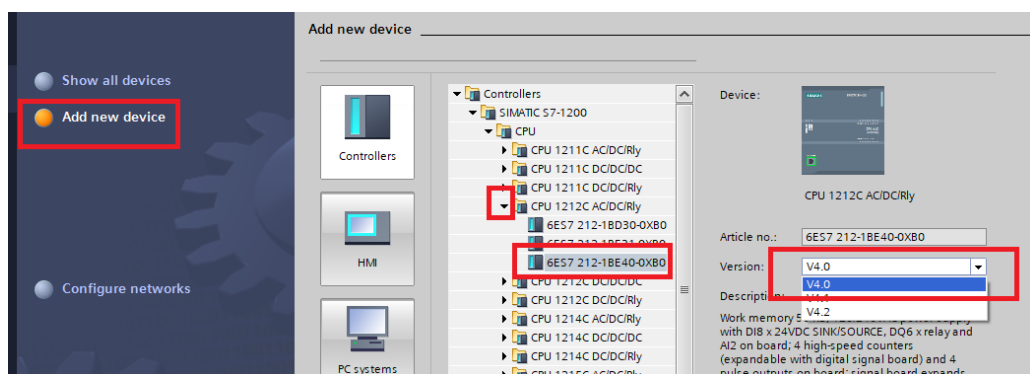 Add new device
Show all devices
Add new device
Configure networks
Controllers
HMI
PC systems
Controllers
SIMATIC S7-1200
CPU
CPU 1211C AC/DC/Rly
CPU 1211C DC/DC/DC
CPU 1211C DC/DC/Rly
CPU 1212C AC/DC/Rly
6ES7 212-1BD30-0XB0
6ES7 212-1BE40-0XB0
CPU 1212C DC/DC/DC
CPU 1212C DC/DC/Rly
CPU 1214C AC/DC/Rly
CPU 1214C DC/DC/DC
CPU 1214C DC/DC/Rly
Device:
CPU 1212C AC/DC/Rly
Article no.: 6ES7 212-1BE40-0XB0
Version: V4.0
V4.0
V4.2
Description:
Work memory
with DI8 x 24VDC SINK/SOURCE, DQ6 x relay and
AI2 on board; 4 high-speed counters
(expandable with digital signal board) and 4
pulse outputs on board; signal board expands